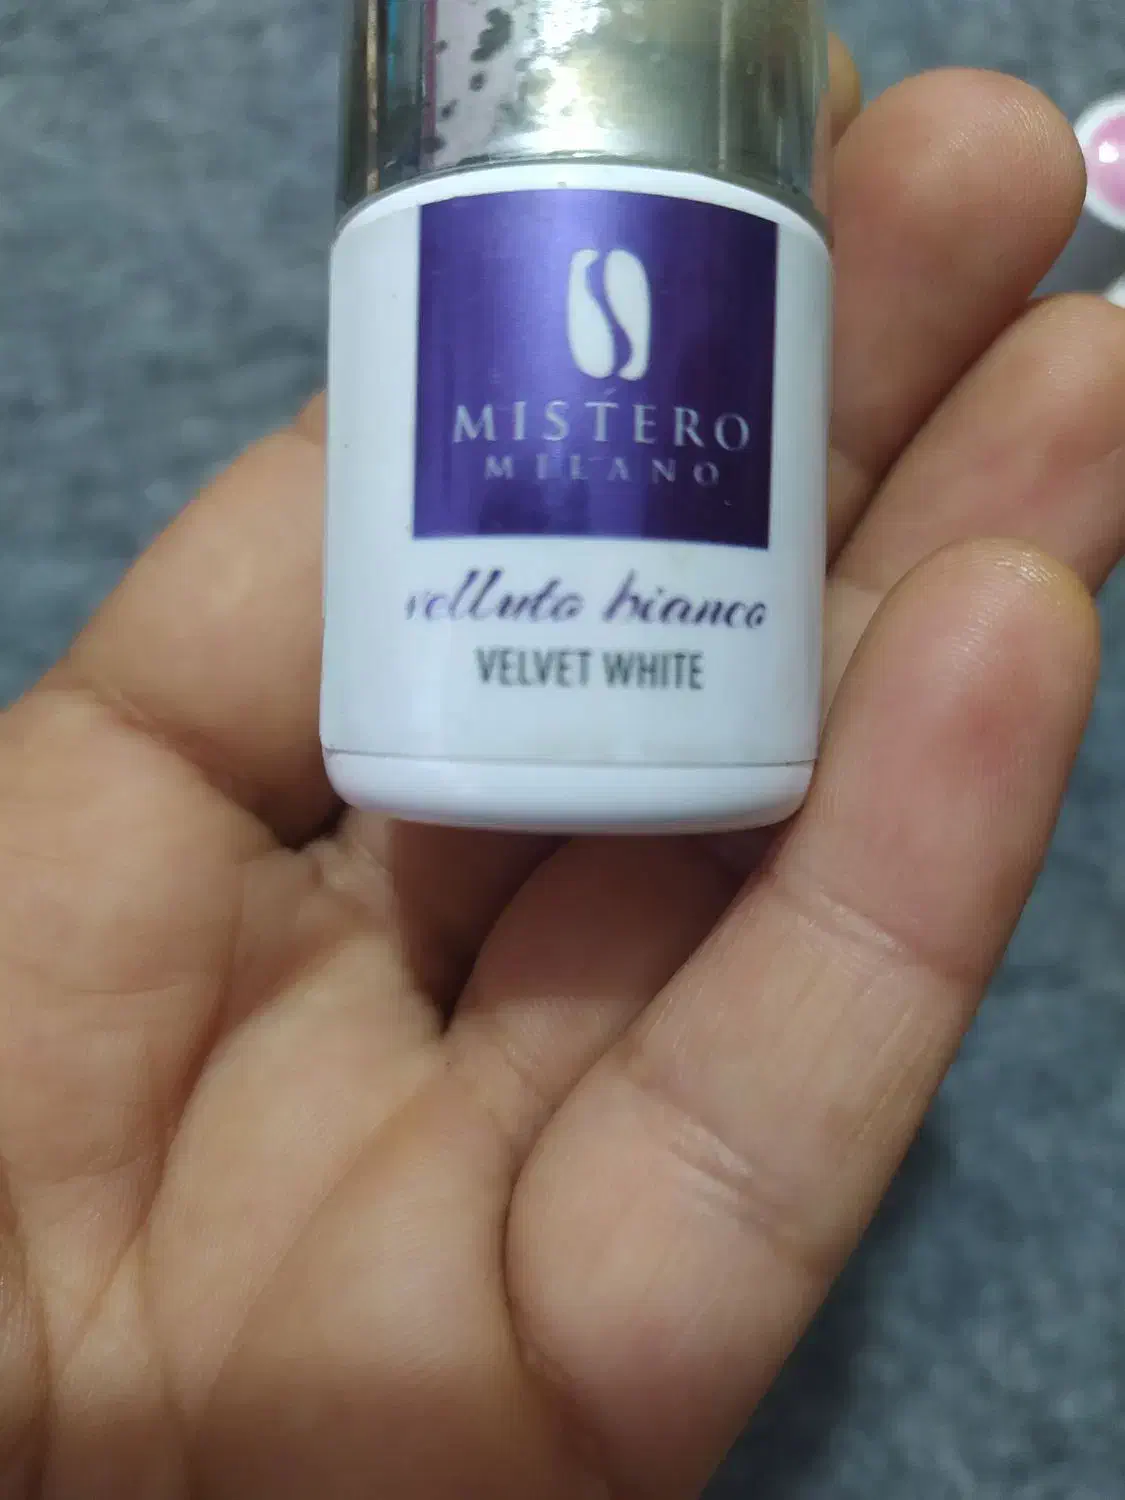 MISTERO
MILANO
velluto bianco
VELVET WHITE